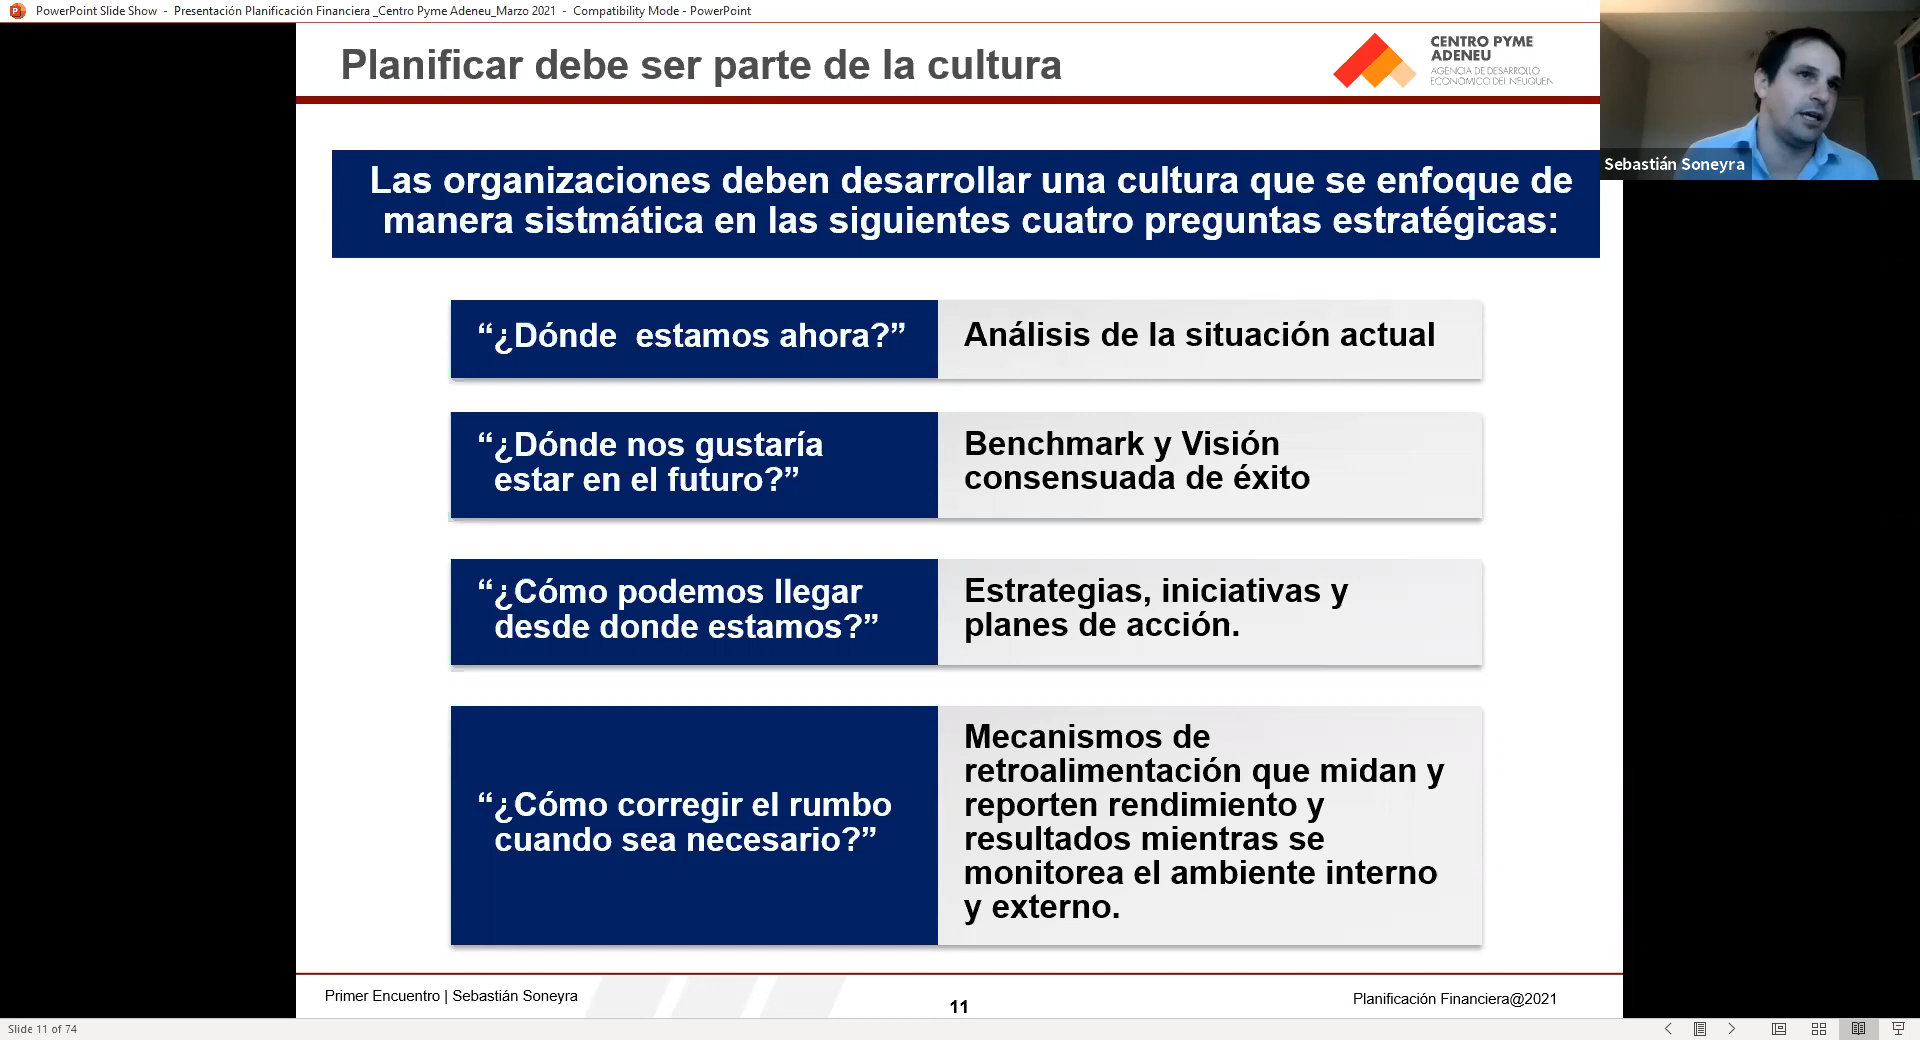 PowerPoint Slide Show - Presentación Planificación Financiera _Centro Pyme Adeneu_Marzo 2021 - Compatibility Mode - PowerPoint
Planificar debe ser parte de la cultura
CENTRO PYME
ADENEU
AGENCIA DE DESARROLLO
ECONOMICO DEL NEUQUEN
Sebastián Soneyra
Las organizaciones deben desarrollar una cultura que se enfoque de
manera sistmática en las siguientes cuatro preguntas estratégicas:
“¿Dónde estamos ahora?”
Análisis de la situación actual
“¿Dónde nos gustaría
estar en el futuro?”
Benchmark y Visión
consensuada de éxito
“¿Cómo podemos llegar
desde donde estamos?”
Estrategias, iniciativas y
planes de acción.
“¿Cómo corregir el rumbo
cuando sea necesario?”
Mecanismos de
retroalimentación que midan y
reporten rendimiento y
resultados mientras se
monitorea el ambiente interno
y externo.
Primer Encuentro | Sebastián Soneyra
11
Planificación Financiera@2021
Slide 11 of 74